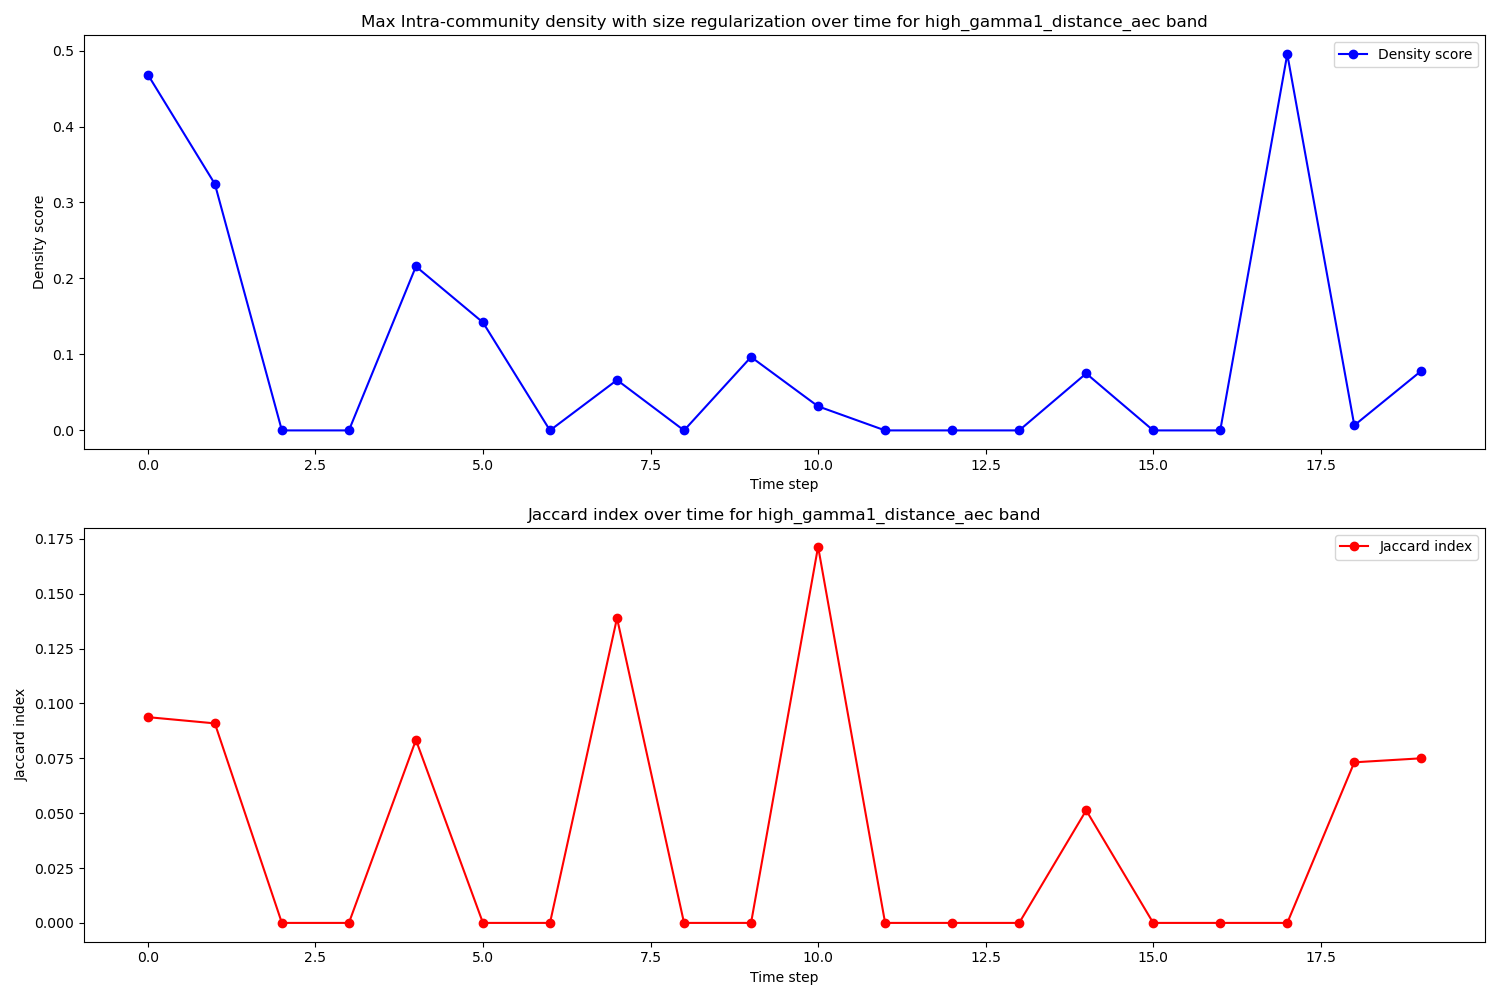 Max Intra-community density with size regularization over time for high_gamma1_distance_aec band
Density score
0.5
0.4
0.3
0.2
0.1
0.0
Density score
0.0 2.5 5.0 7.5 10.0 12.5 15.0 17.5
Time step
Jaccard index over time for high_gamma1_distance_aec band
Jaccard index
0.175
0.150
0.125
0.100
0.075
0.050
0.025
0.000
Jaccard index
0.0 2.5 5.0 7.5 10.0 12.5 15.0 17.5
Time step